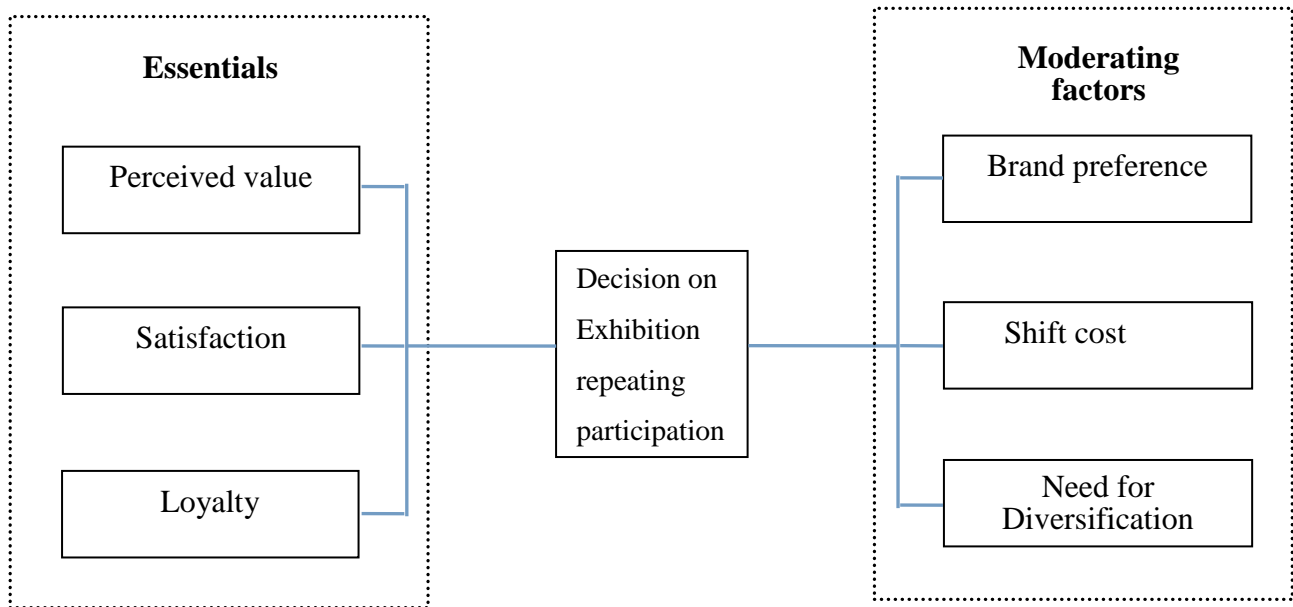 Essentials
Perceived value
Satisfaction
Loyalty
Decision on
Exhibition
repeating
participation
Moderating
factors
Brand preference
Shift cost
Need for
Diversification